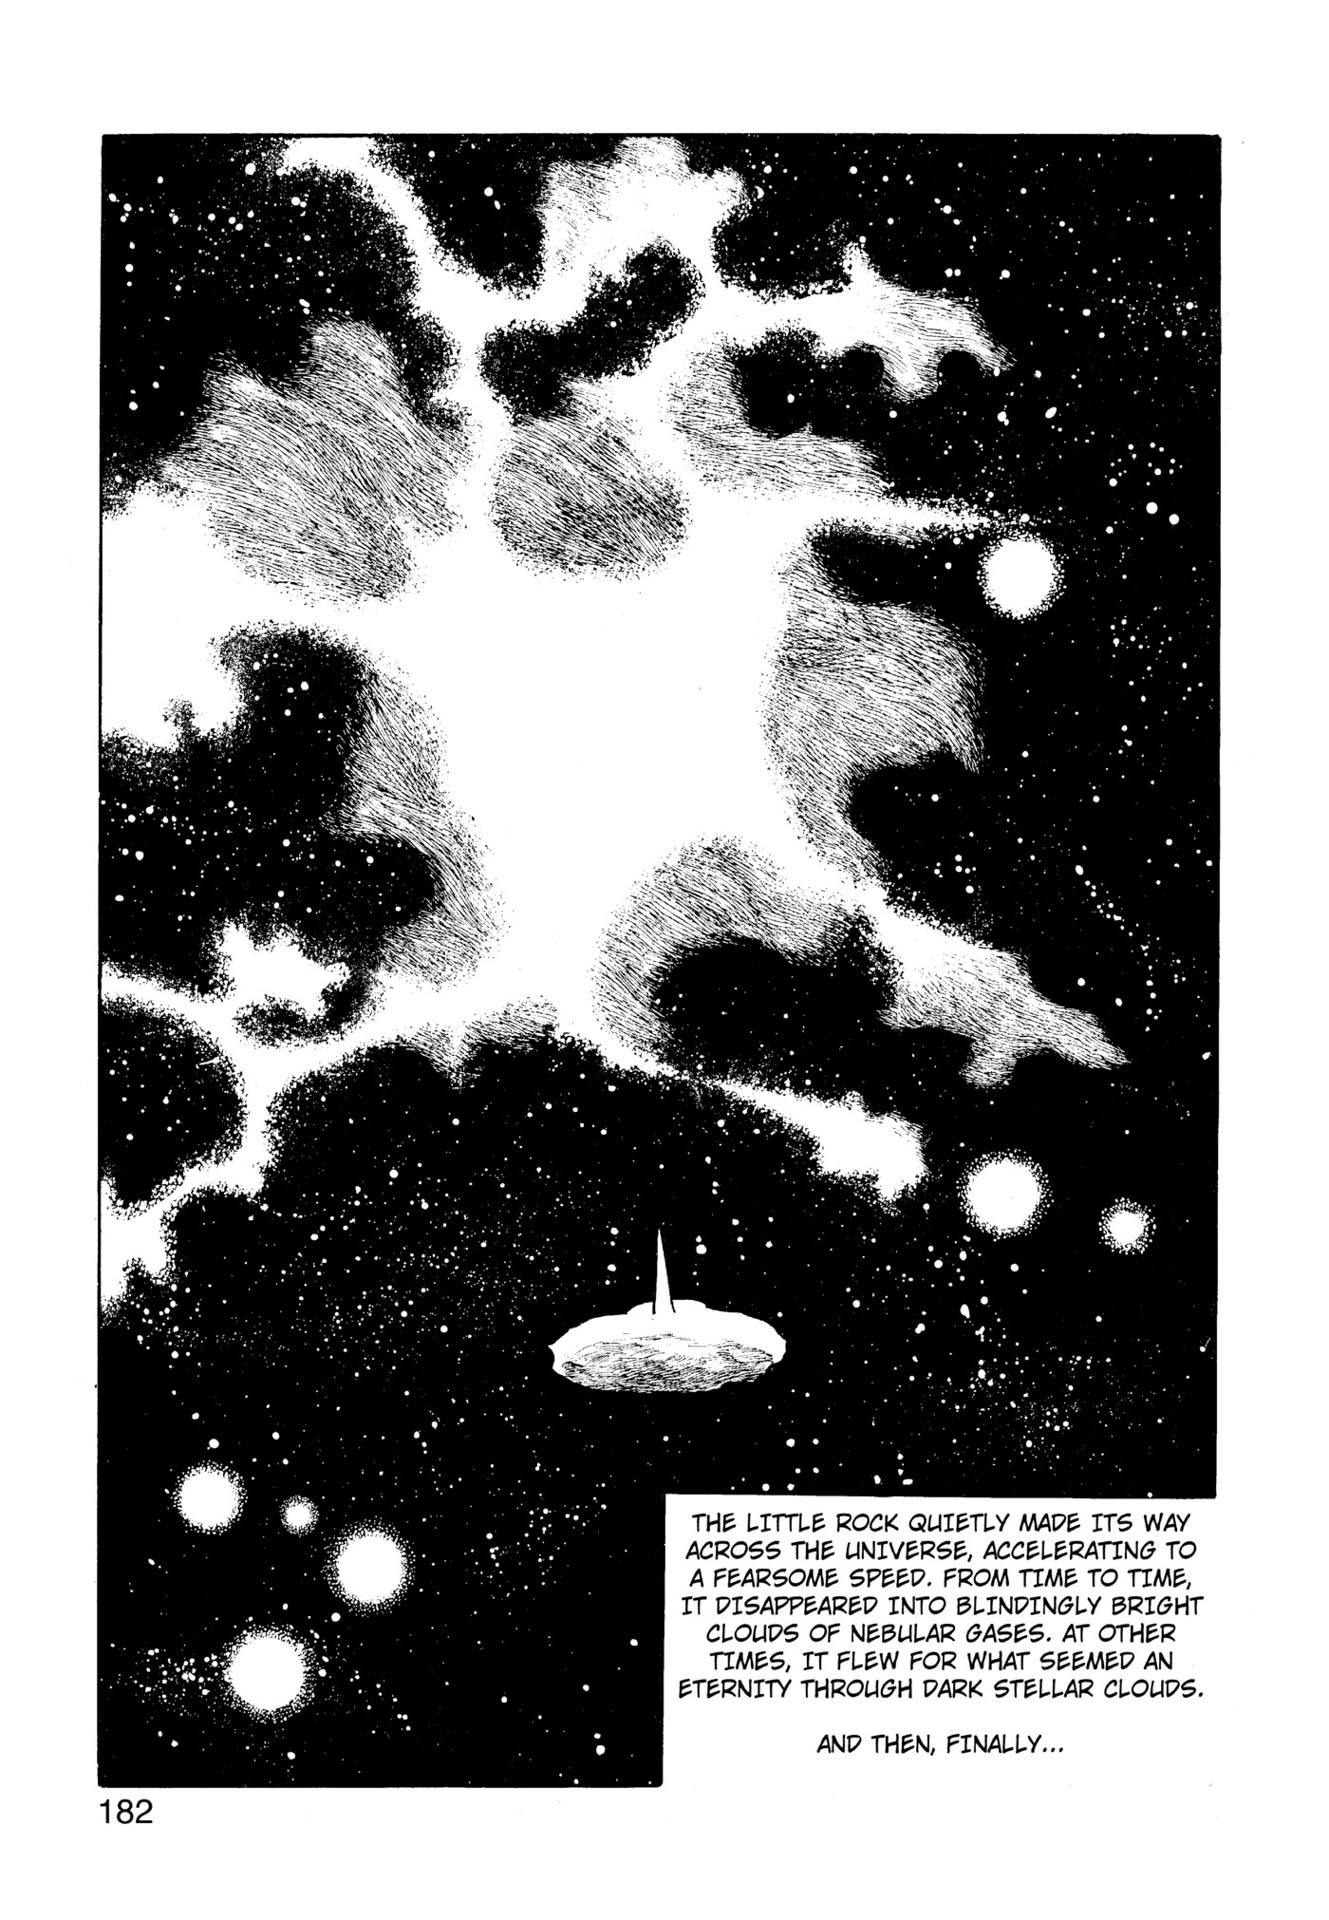 THE LITTLE ROCK QUIETLY MADE ITS WAY
ACROSS THE UNIVERSE, ACCELERATING TO
A FEARSOME SPEED. FROM TIME TO TIME,
IT DISAPPEARED INTO BLINDINGLY BRIGHT
CLOUDS OF NEBULAR GASES. AT OTHER
TIMES, IT FLEW FOR WHAT SEEMED AN
ETERNITY THROUGH DARK STELLAR CLOUDS.
AND THEN, FINALLY...
182